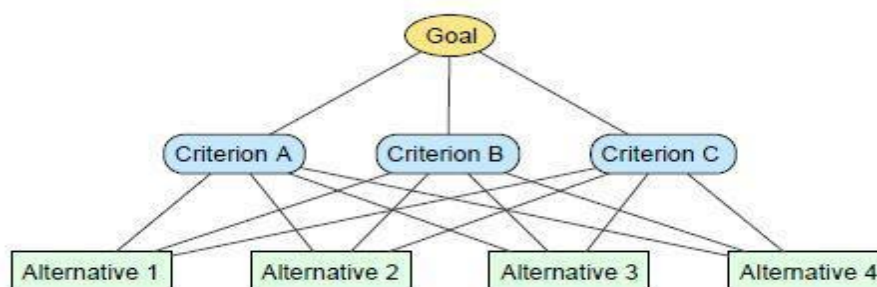 Goal
Criterion A
Criterion B
Criterion C
Alternative 1
Alternative 2
Alternative 3
Alternative 4